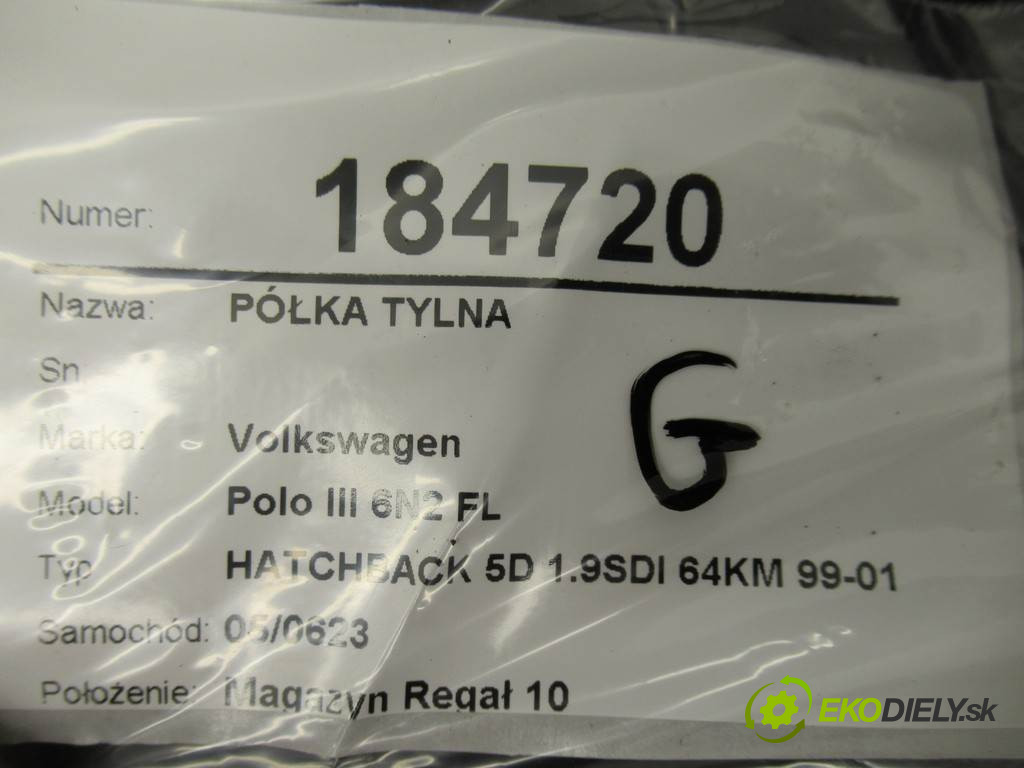 Numer: 184720
Nazwa: PÓŁKA TYLNA
Sn
G
Marka: Volkswagen
Model: Polo III 6N2 FL
Typ HATCHBACK 5D 1.9SDI 64KM 99-01
Samochód: 05/0623
Położenie: Magazyn Regał 10
EKODIELY.sk